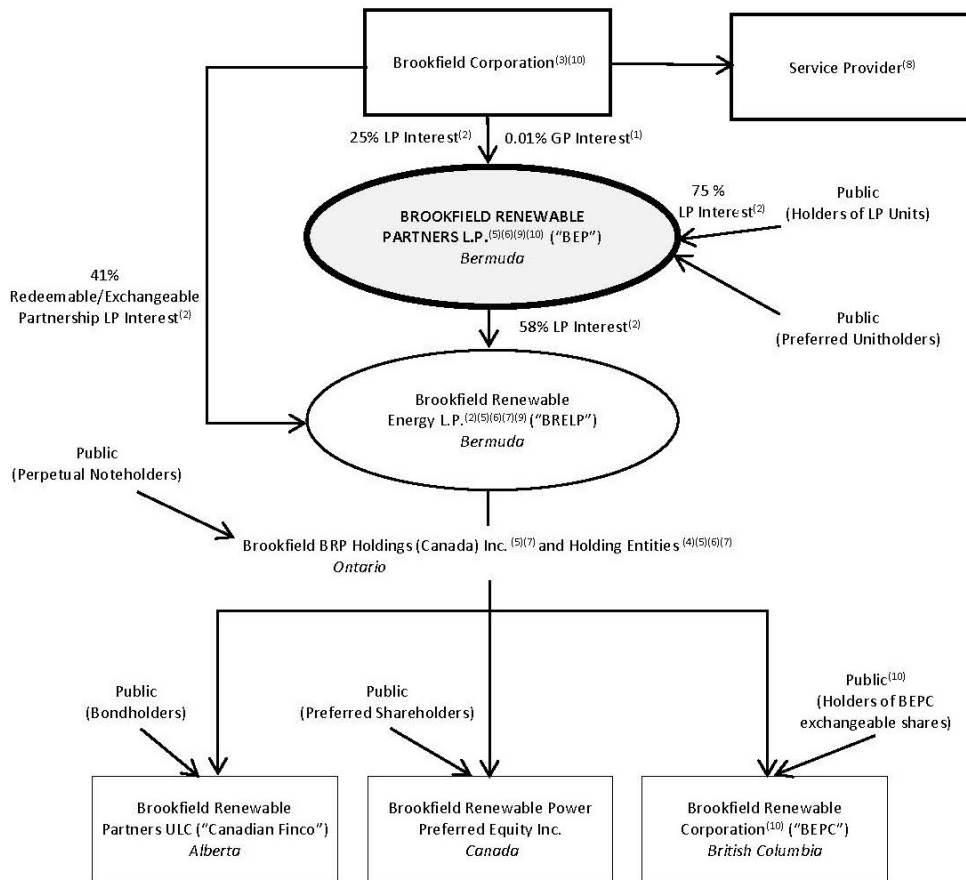 Brookfield Corporation(3)(10)
Service Provider(8)
25% LP Interest(2)
0.01% GP Interest(1)
BROOKFIELD RENEWABLE
PARTNERS L.P.(5)(6)(9)(10) ("BEP")
Bermuda
75 %
LP Interest(2)
Public
(Holders of LP Units)
41%
Redeemable/Exchangeable
Partnership LP Interest(2)
58% LP Interest(2)
Public
(Preferred Unitholders)
Brookfield Renewable
Energy L.P.(2)(5)(6)(7)(9) ("BRELP")
Bermuda
Public
(Perpetual Noteholders)
Brookfield BRP Holdings (Canada) Inc. (5)(7) and Holding Entities (4)(5)(6)(7)
Ontario
Public
(Bondholders)
Public
(Preferred Shareholders)
Public(10)
(Holders of BEPC
exchangeable shares)
Brookfield Renewable
Partners ULC ("Canadian Finco")
Alberta
Brookfield Renewable Power
Preferred Equity Inc.
Canada
Brookfield Renewable
Corporation(10) ("BEPC")
British Columbia